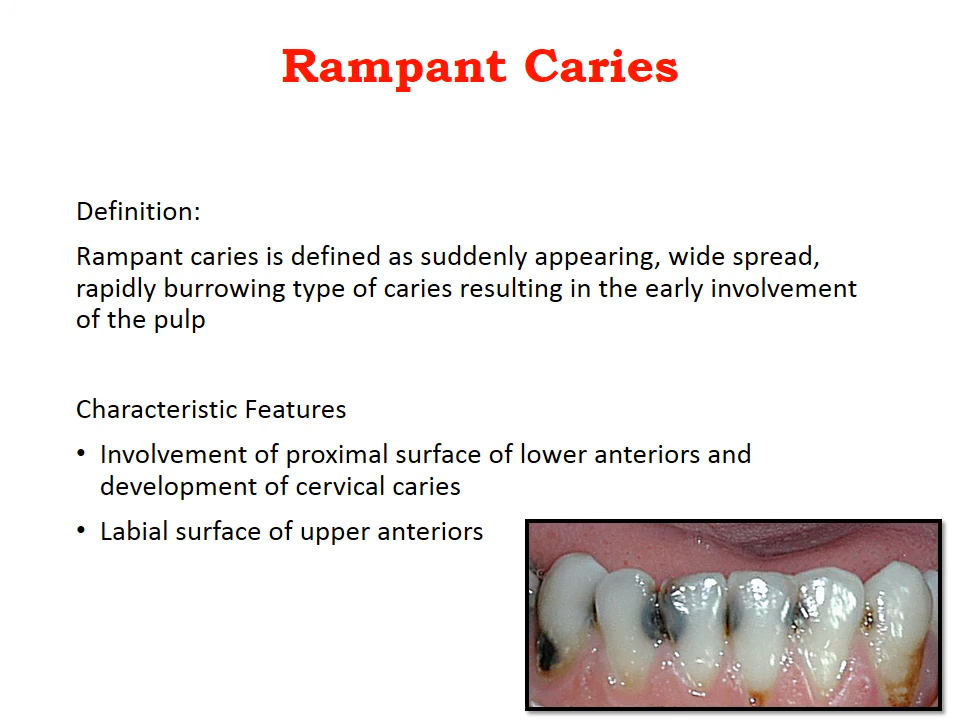 Rampant Caries
Definition:
Rampant caries is defined as suddenly appearing, wide spread,
rapidly burrowing type of caries resulting in the early involvement
of the pulp
Characteristic Features
• Involvement of proximal surface of lower anteriors and
development of cervical caries
• Labial surface of upper anteriors